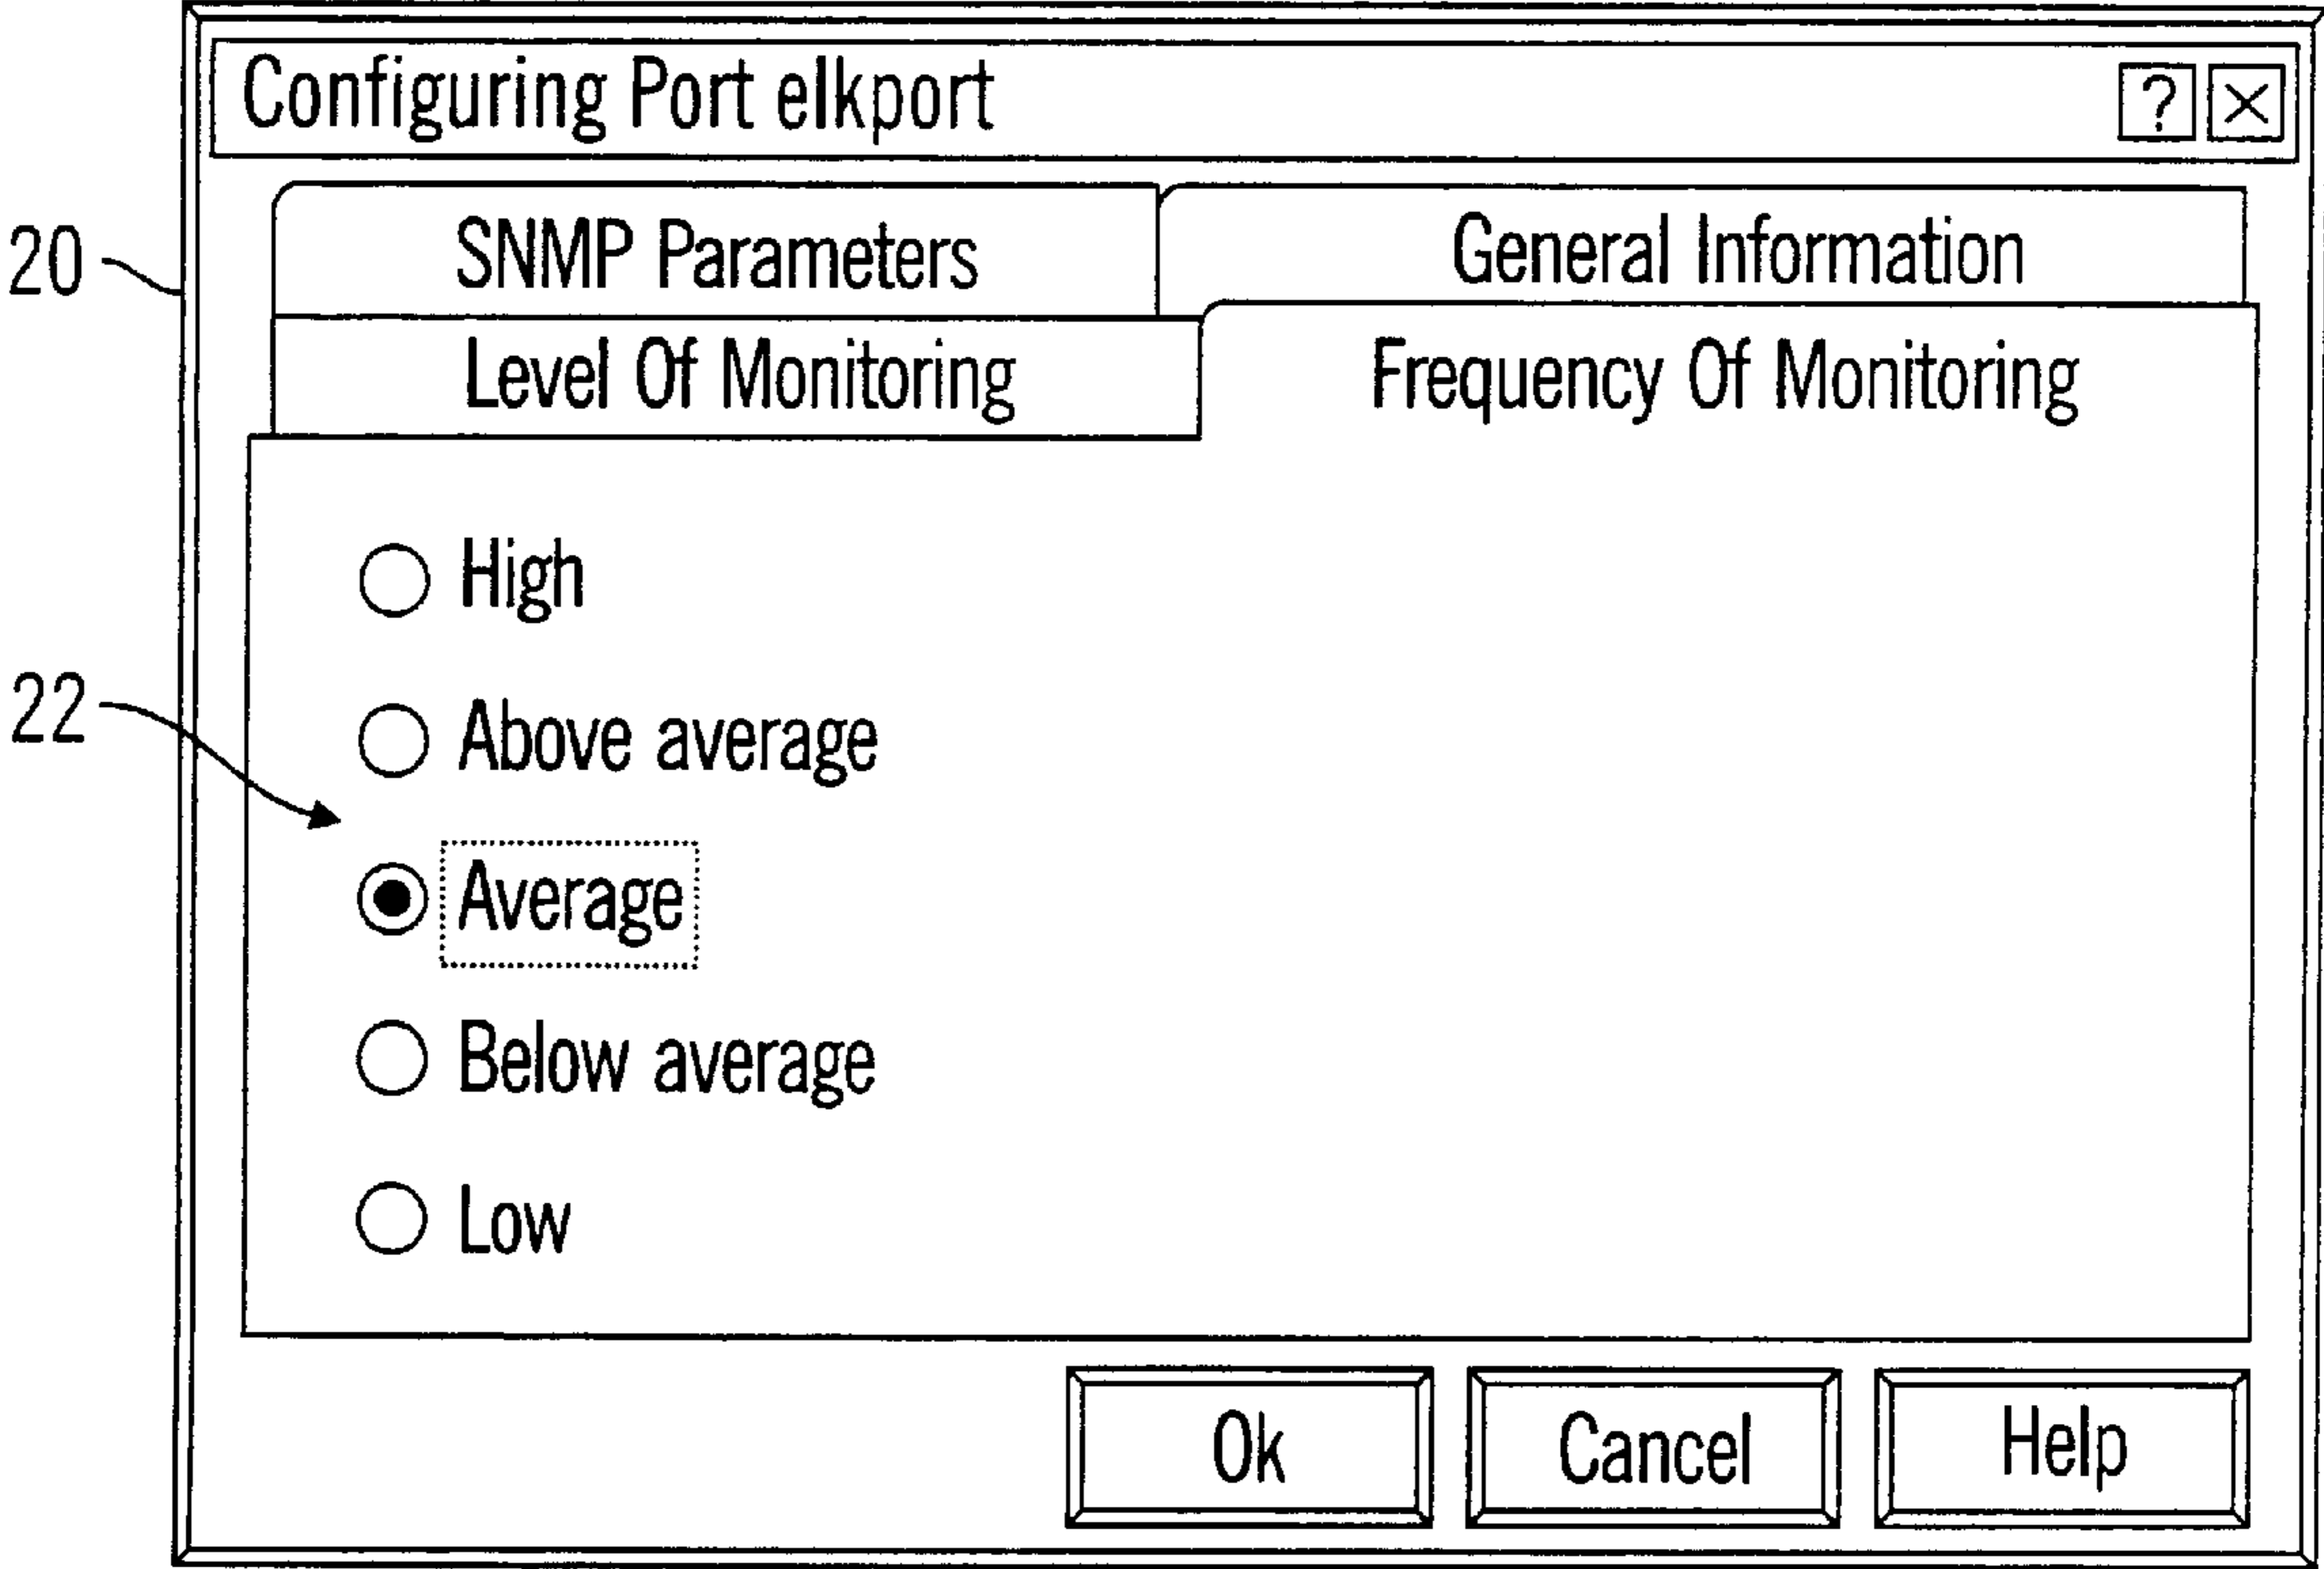 Configuring Port elkport
?
20
SNMP Parameters
General Information
Level Of Monitoring
Frequency Of Monitoring
High
22
Above average
Average
Below average
Low
Ok
Cancel
Help